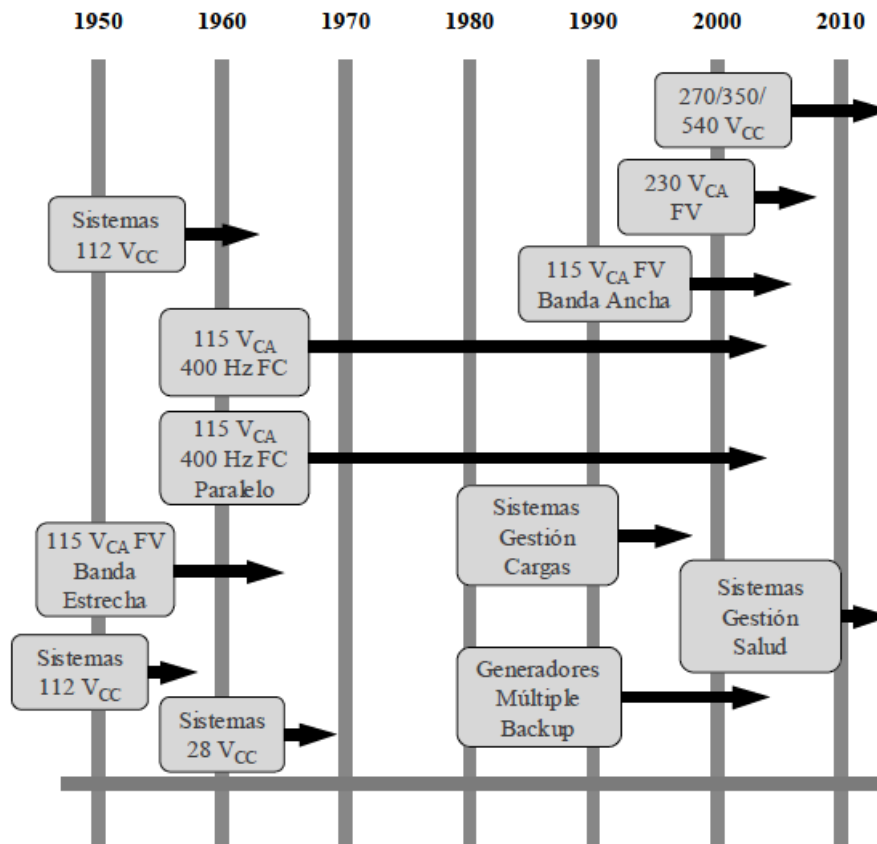 1950 1960 1970 1980 1990 2000 2010
270/350/
540 VCC
230 VCA
FV
Sistemas
112 VCC
115 VCA FV
Banda Ancha
115 VCA
400 Hz FC
115 VCA
400 Hz FC
Paralelo
Sistemas
Gestión
Cargas
115 VCA FV
Banda
Estrecha
Sistemas
Gestión
Salud
Sistemas
112 VCC
Generadores
Múltiple
Backup
Sistemas
28 VCC